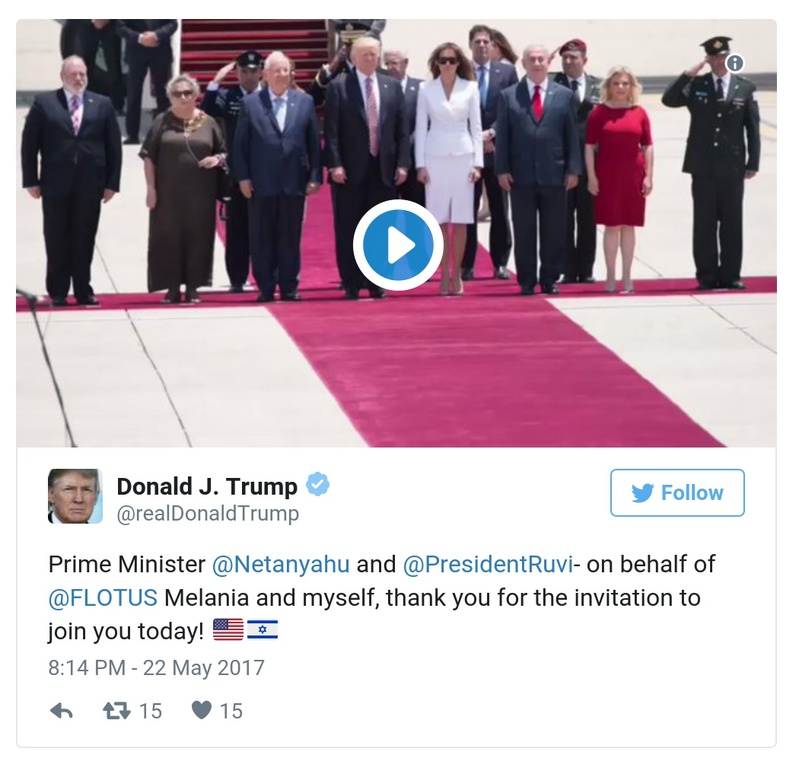 Donald J. Trump
@realDonaldTrump
Follow
Prime Minister @Netanyahu and @PresidentRuvi- on behalf of
@FLOTUS Melania and myself, thank you for the invitation to
join you today! 🇺🇸🇮🇱
8:14 PM - 22 May 2017
15
15